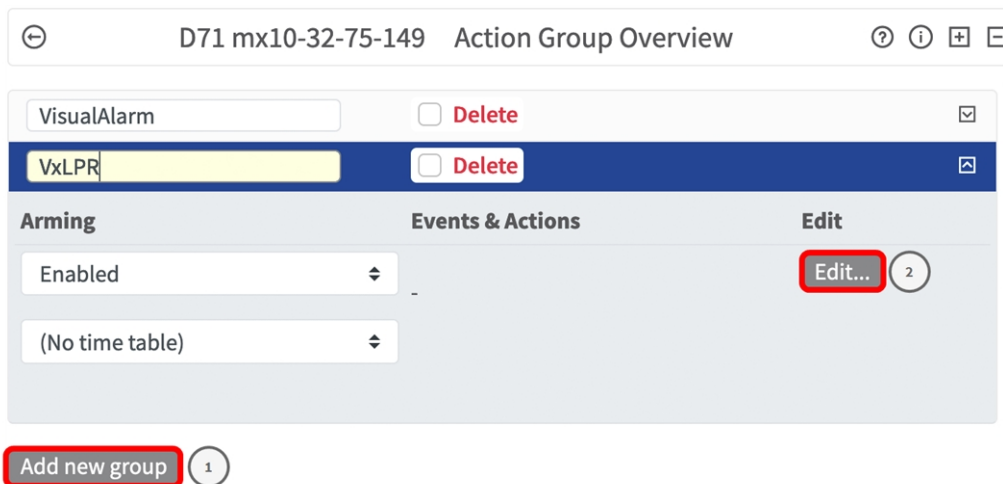 D71 mx10-32-75-149 Action Group Overview
VisualAlarm Delete
VxLPR Delete
Arming Events & Actions Edit
Enabled - Edit... 2
(No time table)
Add new group 1